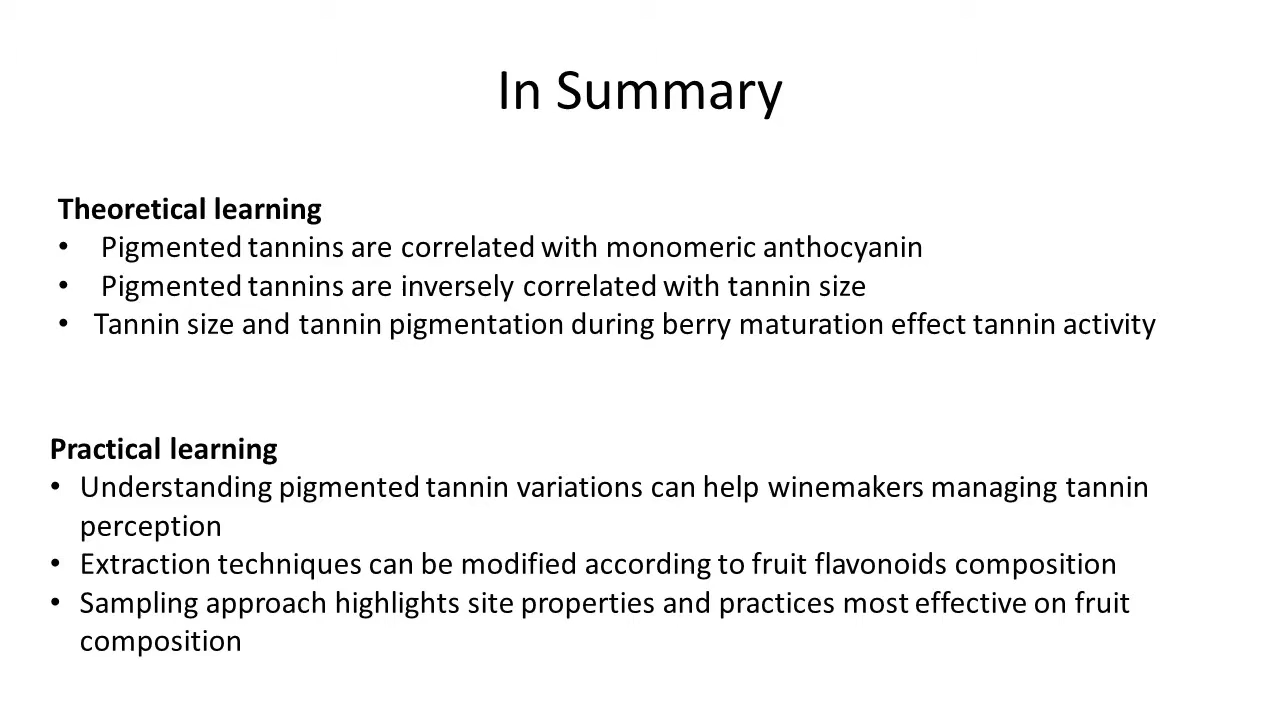 In Summary
Theoretical learning
• Pigmented tannins are correlated with monomeric anthocyanin
• Pigmented tannins are inversely correlated with tannin size
• Tannin size and tannin pigmentation during berry maturation effect tannin activity
Practical learning
• Understanding pigmented tannin variations can help winemakers managing tannin
perception
• Extraction techniques can be modified according to fruit flavonoids composition
• Sampling approach highlights site properties and practices most effective on fruit
composition